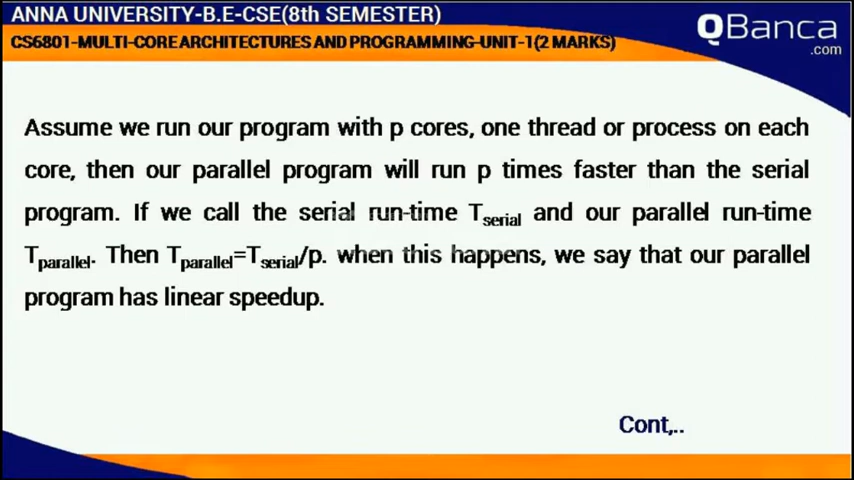 ANNA UNIVERSITY-B.E-CSE(8th SEMESTER)
CS6801-MULTI-CORE ARCHITECTURES AND PROGRAMMING-UNIT-1(2 MARKS)
QBanca
.com
Assume we run our program with p cores, one thread or process on each
core, then our parallel program will run p times faster than the serial
program. If we call the serial run-time Tserial and our parallel run-time
Tparallel. Then Tparallel=Tserial/p. when this happens, we say that our parallel
program has linear speedup.
Cont,..